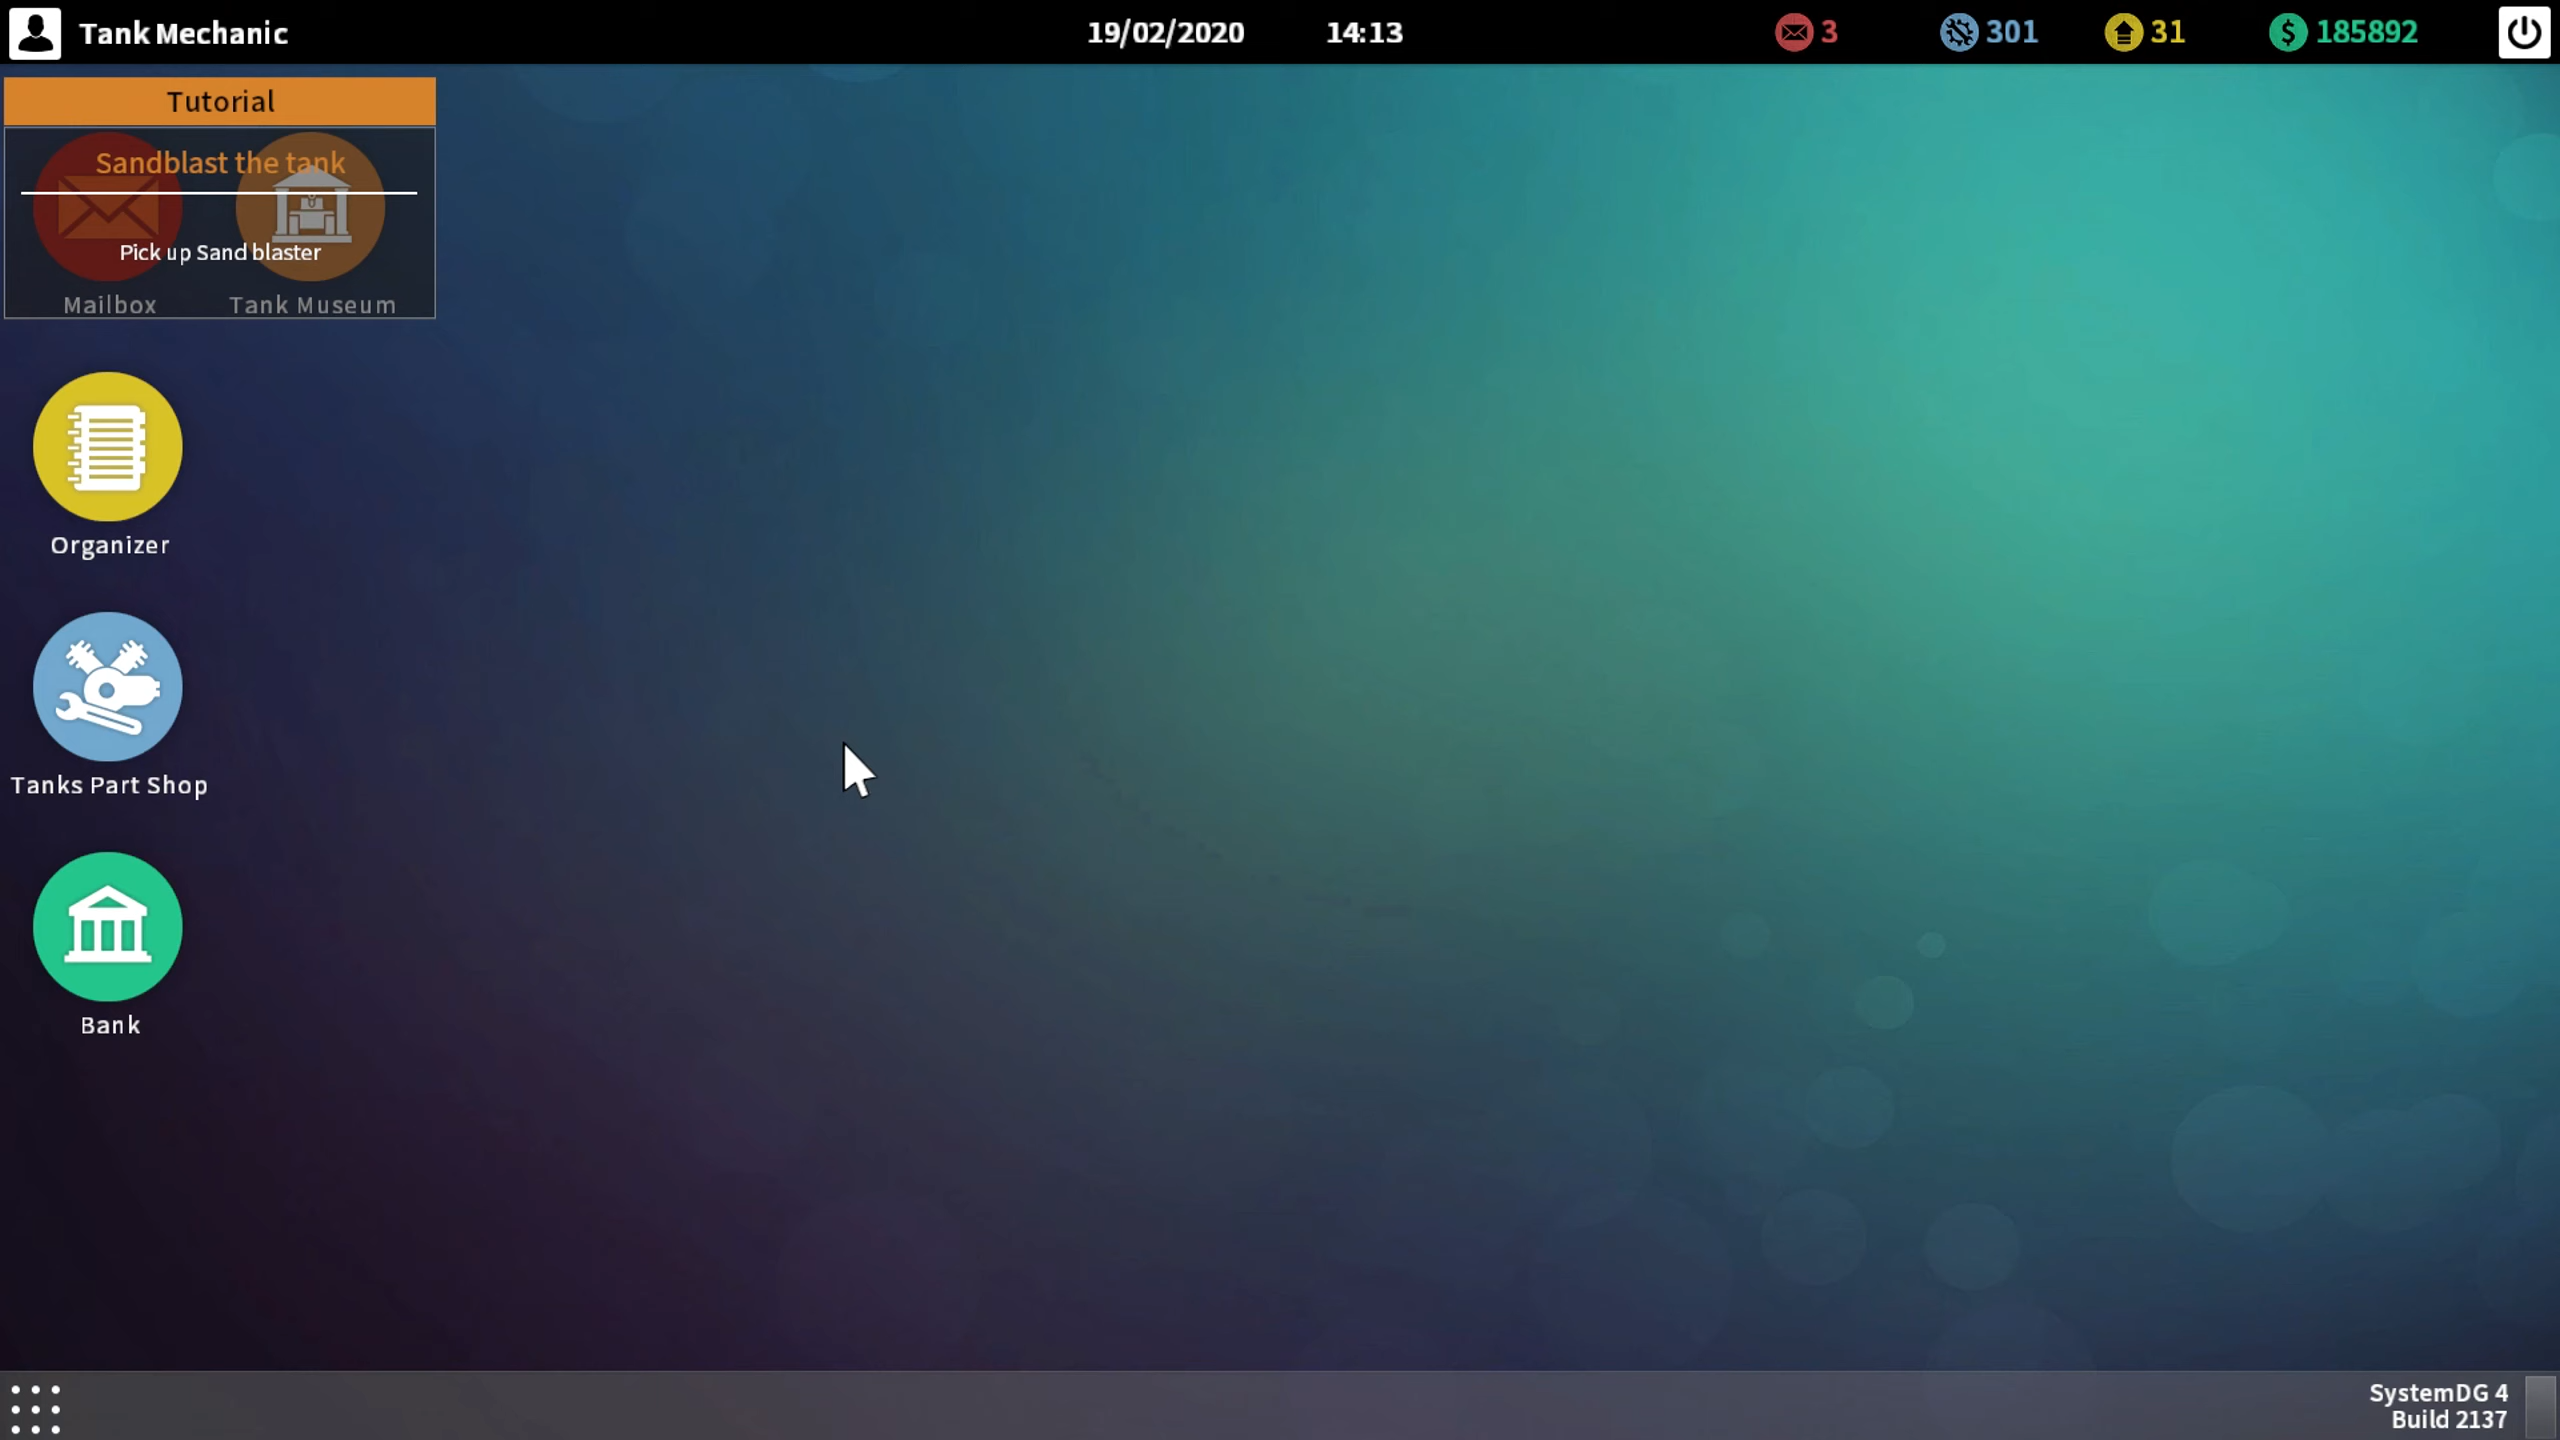 Tank Mechanic
19/02/2020 14:13
3 301 31 185892
Tutorial
Sandblast the tank
Pick up Sand blaster
Mailbox Tank Museum
Organizer
Tanks Part Shop
Bank
SystemDG 4
Build 2137